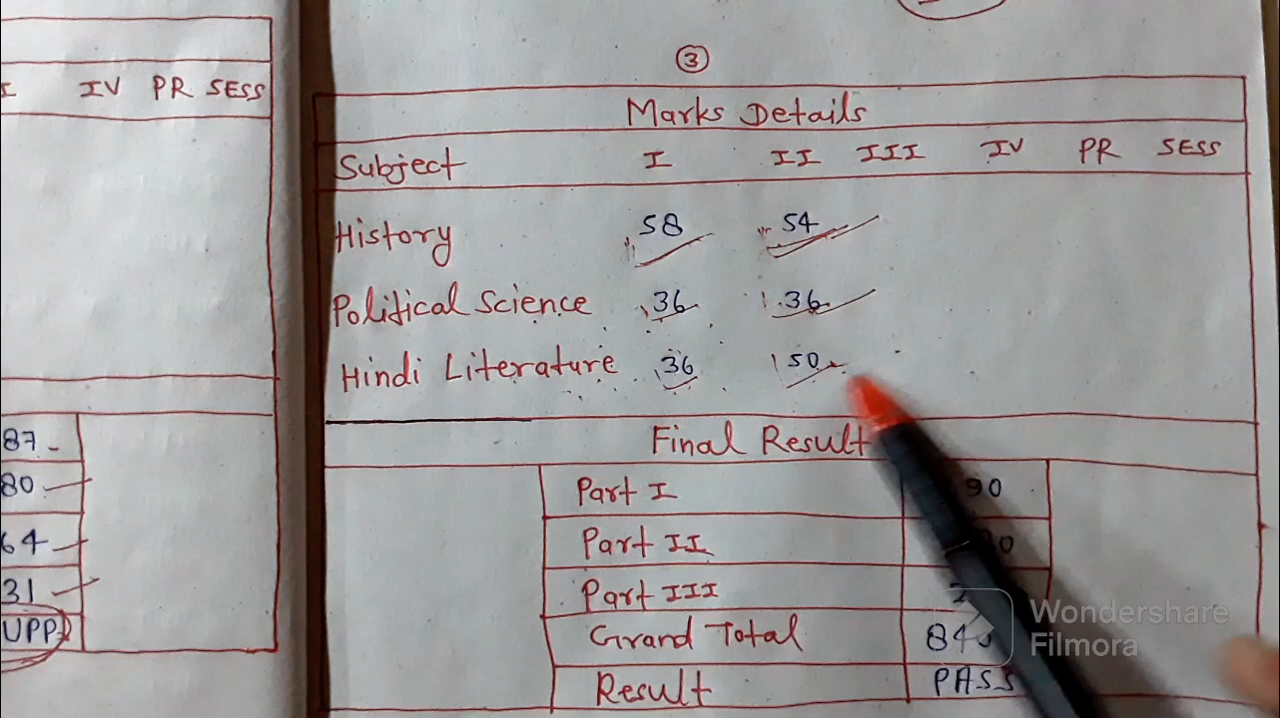 IV PR SESS
87
80
64
31
UPP
3
Marks Details
Subject I II III IV PR SESS
History 58 54
Political Science 36 36
Hindi Literature 36 50
Final Result
Part I 90
Part II
Part III
Grand Total
Result PASS
Wondershare
Filmora